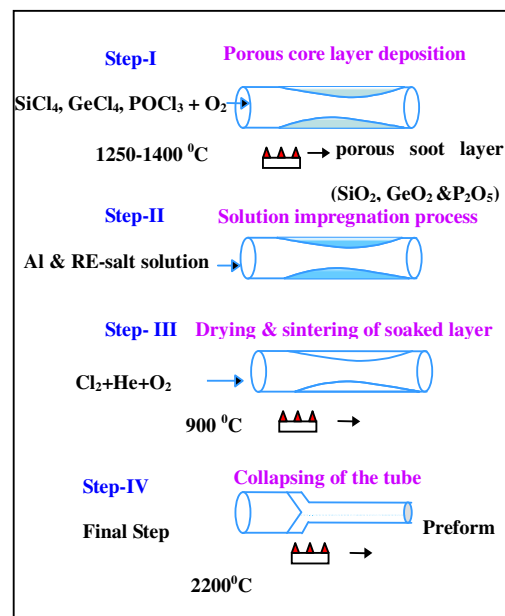 Step-I
Porous core layer deposition
SiCl₄, GeCl₄, POCl₃ + O₂
1250-1400 ⁰C
porous soot layer
(SiO₂, GeO₂ &P₂O₅)
Step-II
Solution impregnation process
Al & RE-salt solution
Step- III
Drying & sintering of soaked layer
Cl₂+He+O₂
900 ⁰C
Step-IV
Collapsing of the tube
Final Step
Preform
2200⁰C